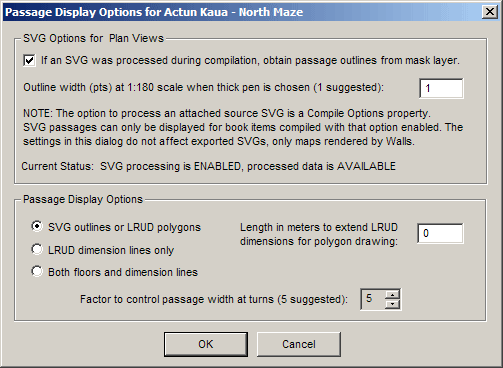 Passage Display Options for Actun Kaua - North Maze
SVG Options for Plan Views
If an SVG was processed during compilation, obtain passage outlines from mask layer.
Outline width (pts) at 1:180 scale when thick pen is chosen (1 suggested): 1
NOTE: The option to process an attached source SVG is a Compile Options property.
SVG passages can only be displayed for book items compiled with that option enabled. The
settings in this dialog do not affect exported SVGs, only maps rendered by Walls.
Current Status: SVG processing is ENABLED, processed data is AVAILABLE
Passage Display Options
SVG outlines or LRUD polygons
LRUD dimension lines only
Both floors and dimension lines
Length in meters to extend LRUD
dimensions for polygon drawing: 0
Factor to control passage width at turns (5 suggested): 5
OK Cancel